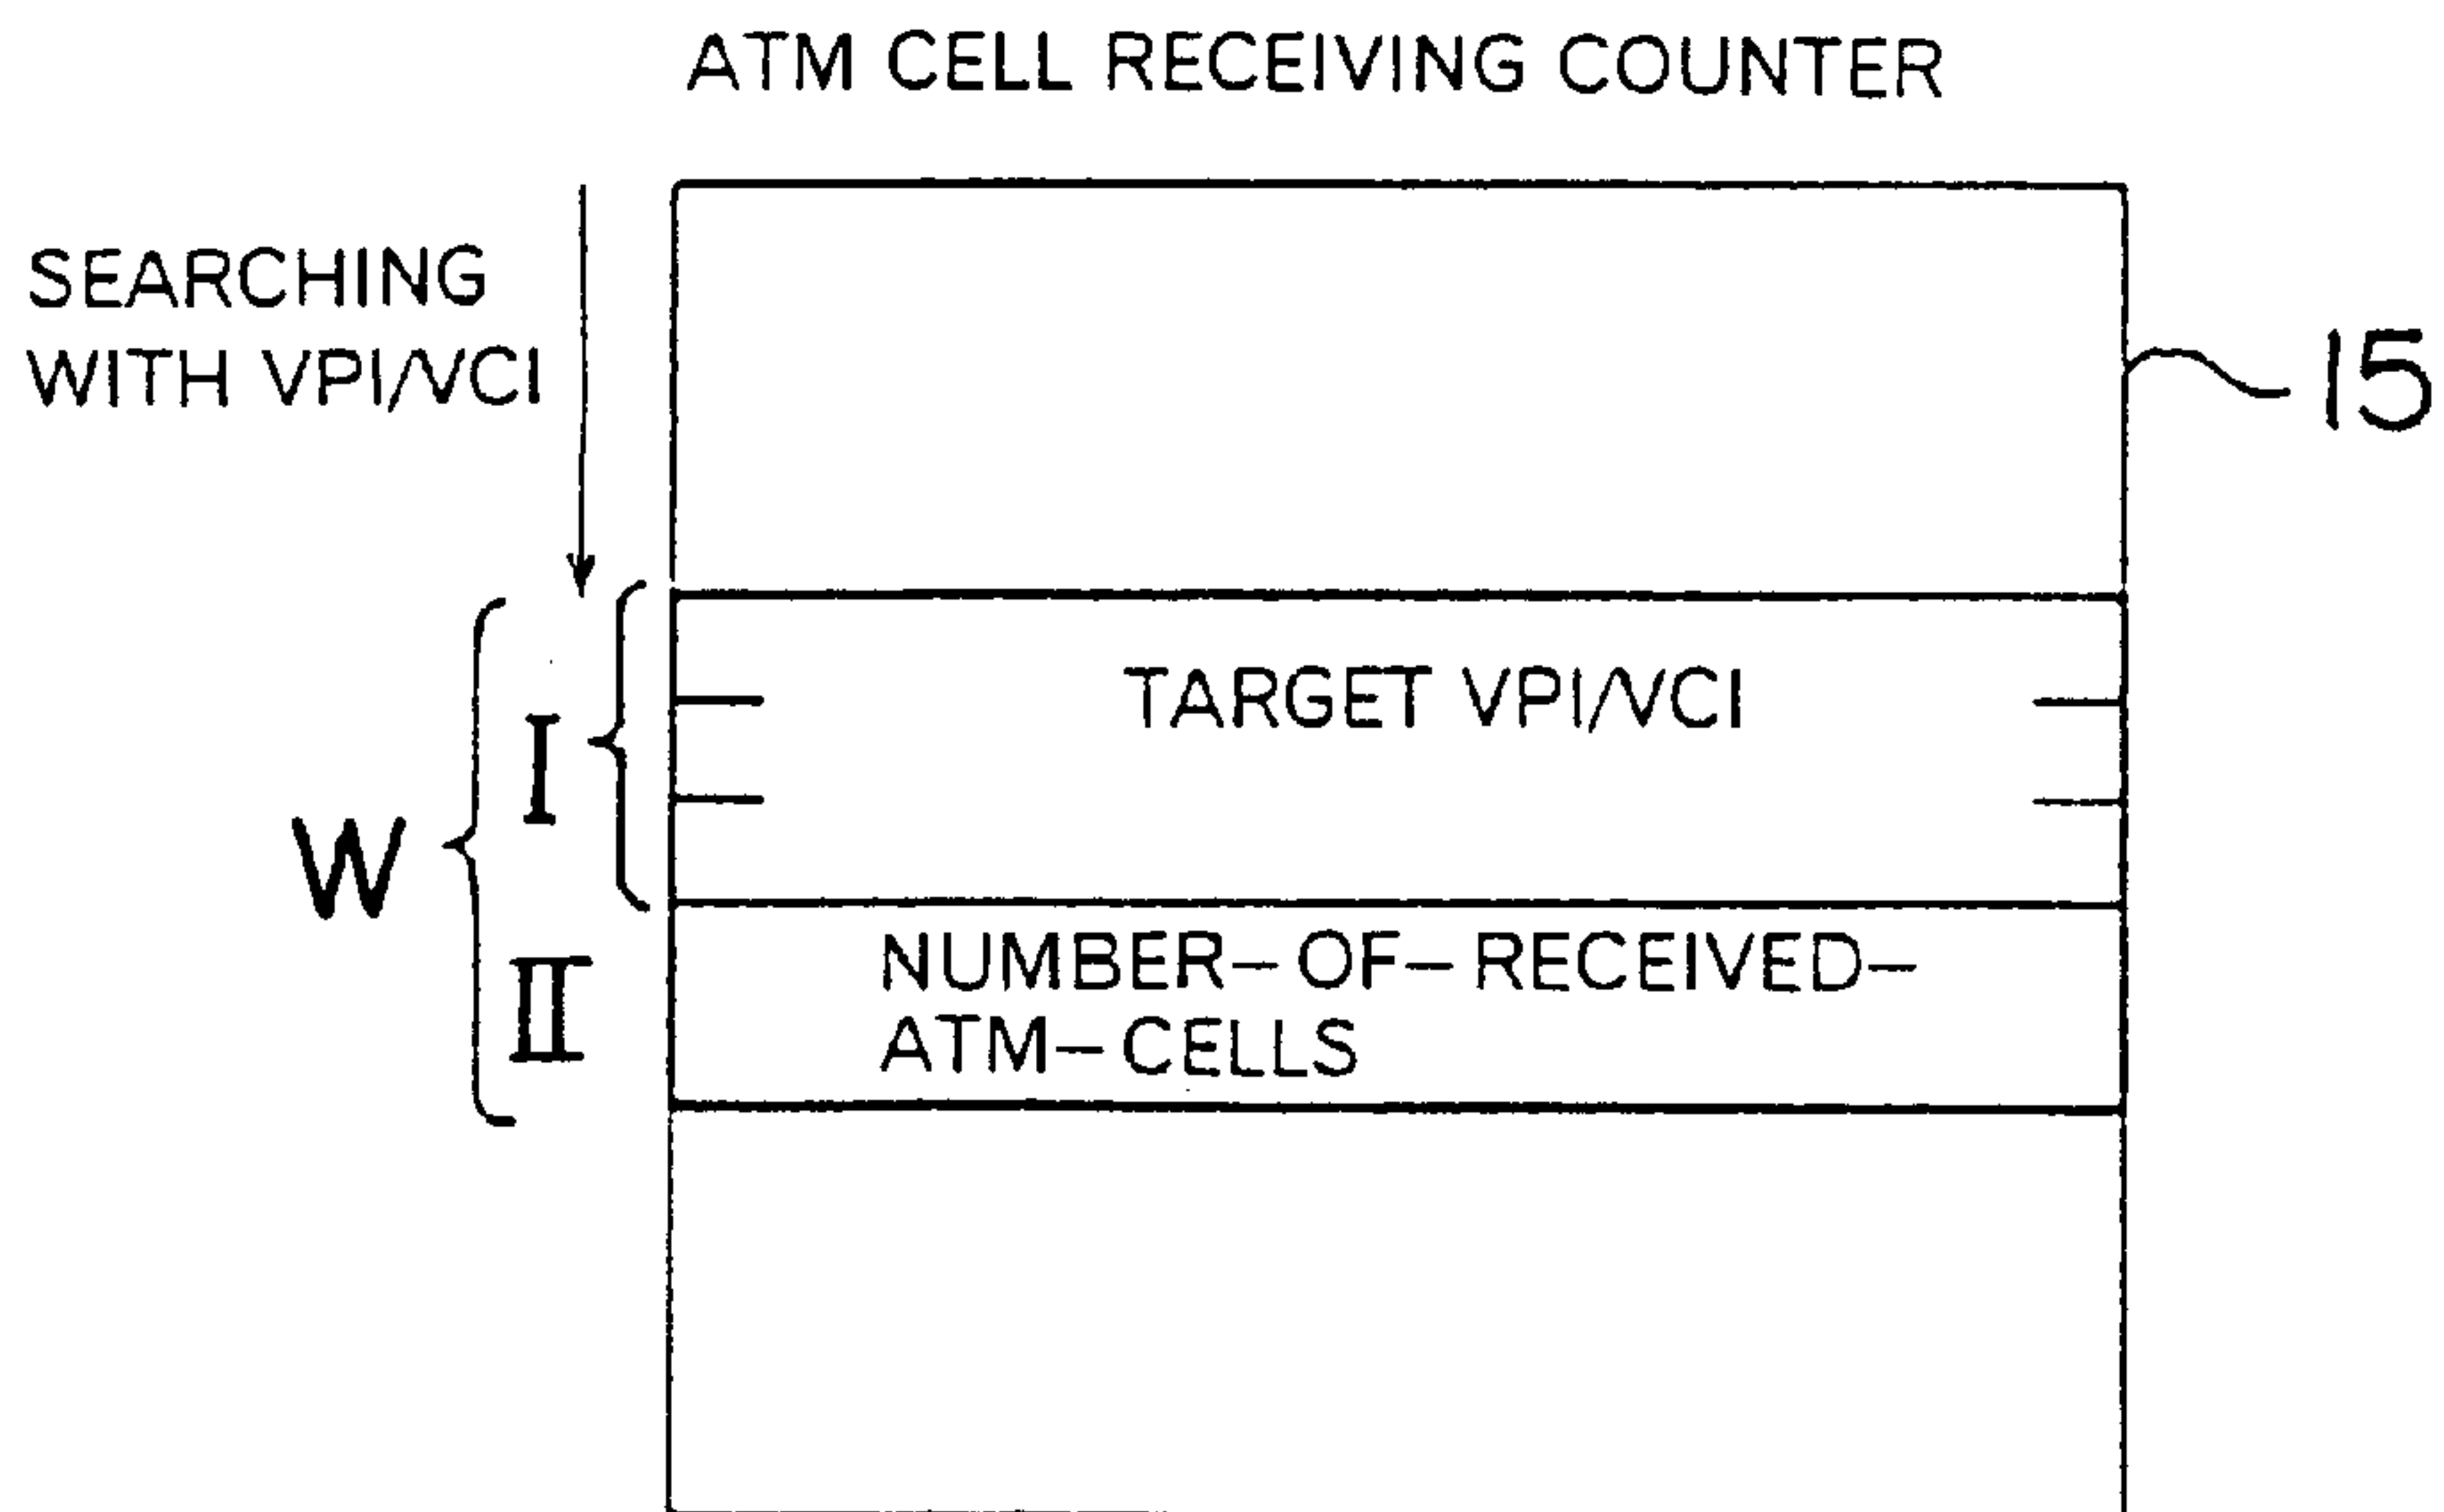 ATM CELL RECEIVING COUNTER
SEARCHING
WITH VPI/VCI
15
TARGET VPI/VCI
I
W
II
NUMBER-OF-RECEIVED-
ATM-CELLS